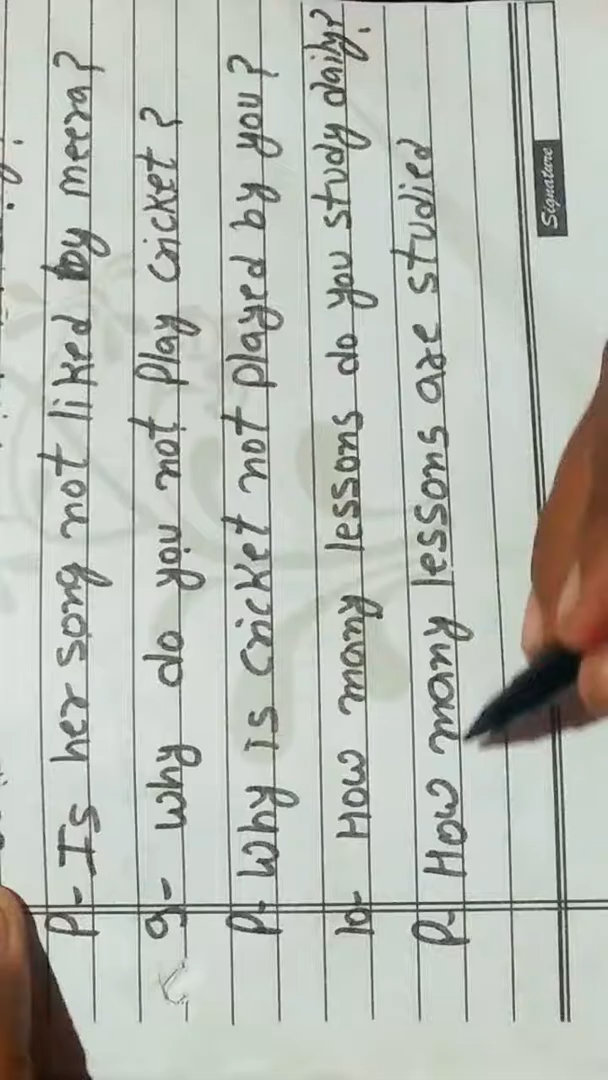 P- Is her song not liked by meera?
9- Why do you not play cricket?
P- Why is cricket not played by you?
10- How many lessons do you study daily?
P- How many lessons are studied
Signature